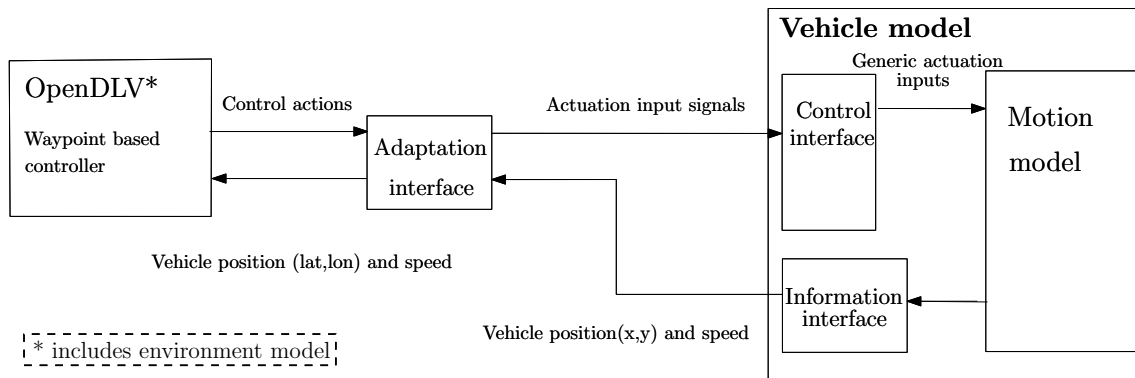 Vehicle model
Generic actuation
inputs
OpenDLV*
Waypoint based
controller
Control actions
Adaptation
interface
Actuation input signals
Control
interface
Motion
model
Vehicle position (lat,lon) and speed
Information
interface
Vehicle position(x,y) and speed
* includes environment model